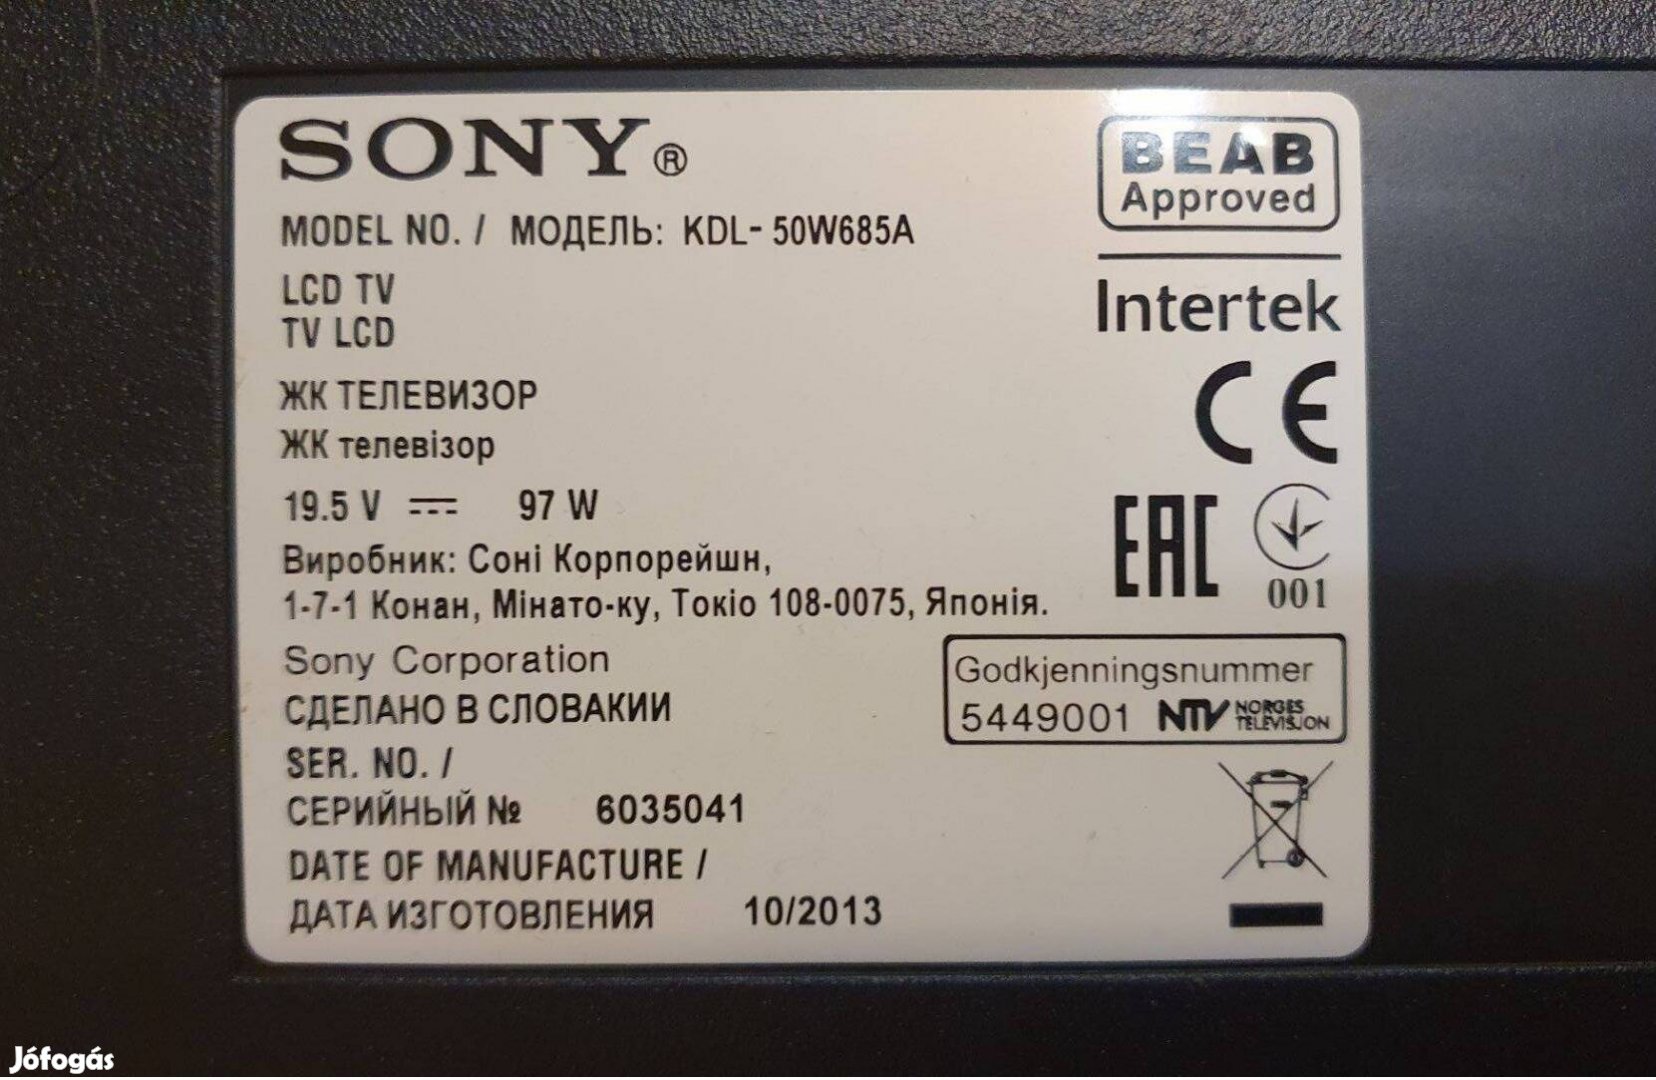 SONY®
MODEL NO. / МОДЕЛЬ: KDL-50W685A
LCD TV
TV LCD
ЖК ТЕЛЕВИЗОР
ЖК телевізор
19.5 V ⎓ 97 W
Виробник: Соні Корпорейшн,
1-7-1 Конан, Мінато-ку, Токіо 108-0075, Японія.
Sony Corporation
СДЕЛАНО В СЛОВАКИИ
SER. NO. /
СЕРИЙНЫЙ № 6035041
DATE OF MANUFACTURE /
ДАТА ИЗГОТОВЛЕНИЯ 10/2013
BEAB
Approved
Intertek
CE
EAC
001
Godkjenningsnummer
5449001 NTV NORGES
TELEVISJON
Jófogás